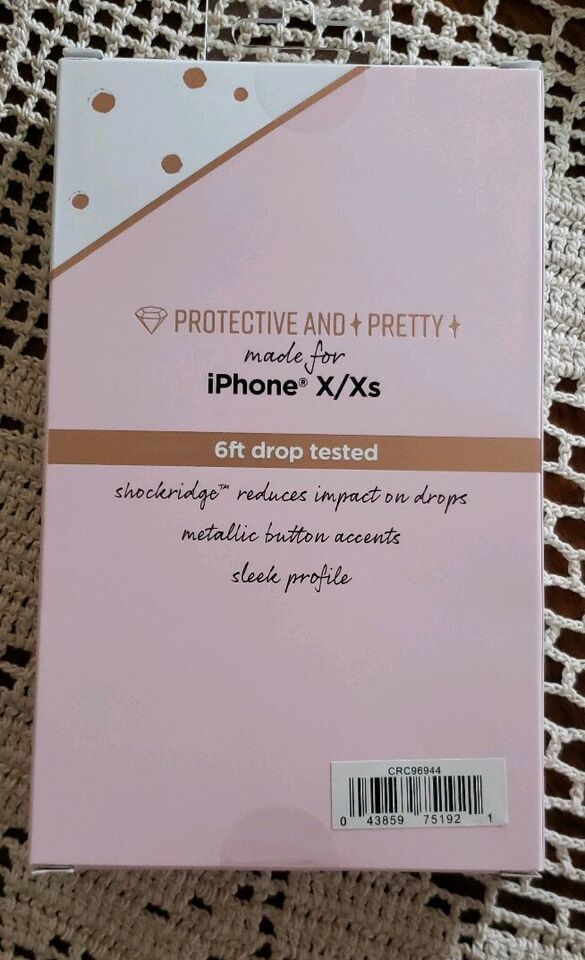 PROTECTIVE AND PRETTY
made for
iPhone® X/Xs
6ft drop tested
shockridge™ reduces impact on drops
metallic button accents
sleek profile
CRC96944
0 43859 75192 1